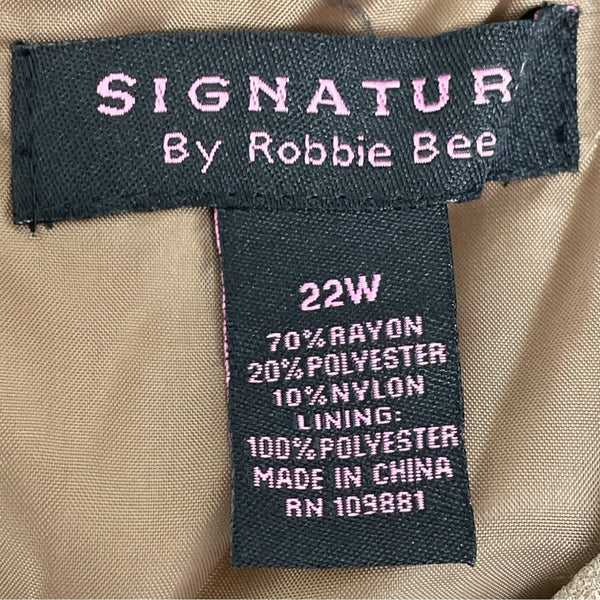 SIGNATUR
By Robbie Bee
22W
70%RAYON
20%POLYESTER
10%NYLON
LINING:
100%POLYESTER
MADE IN CHINA
RN 109881